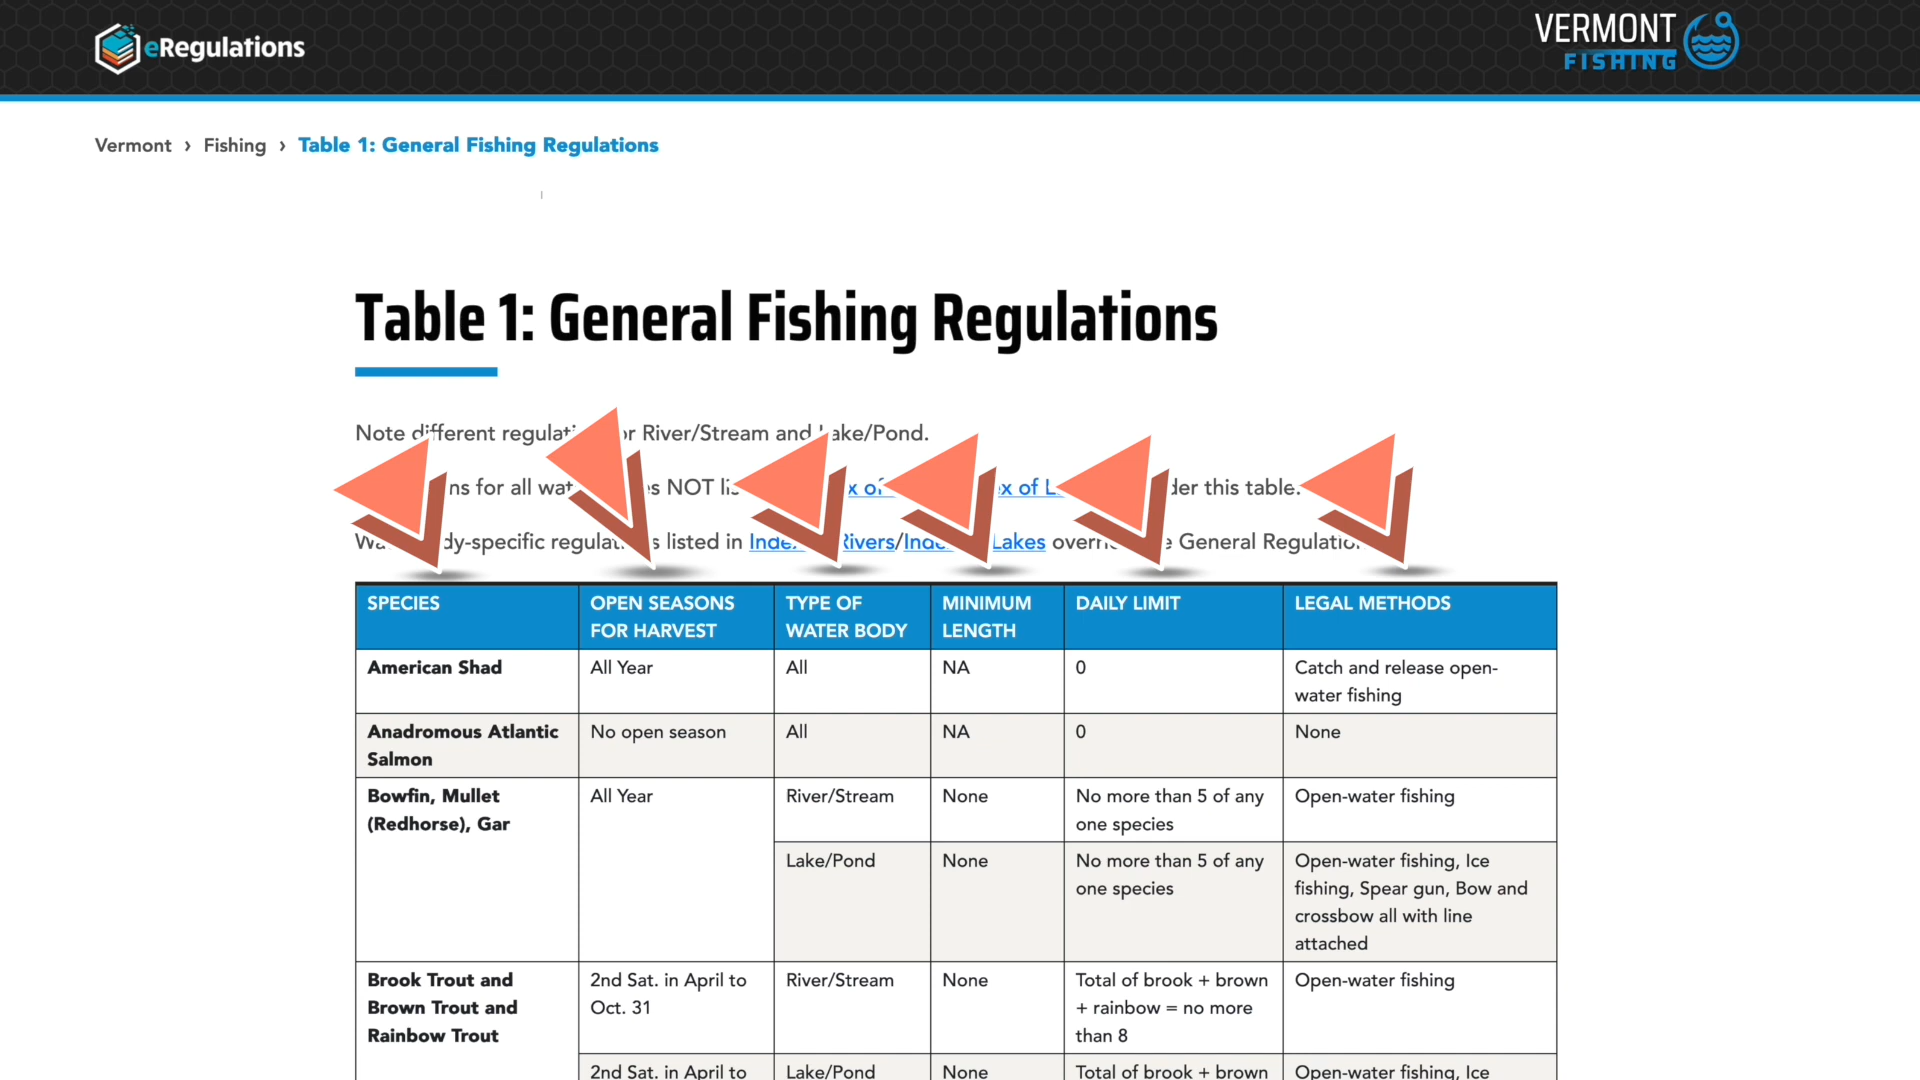 eRegulations
VERMONT
FISHING
Vermont › Fishing › Table 1: General Fishing Regulations
Table 1: General Fishing Regulations
Note different River/Stream and
for all NOT this table.
listed in Rivers/ Lakes General
SPECIES
OPEN SEASONS
FOR HARVEST
TYPE OF
WATER BODY
MINIMUM
LENGTH
DAILY LIMIT
LEGAL METHODS
American Shad
All Year
All
NA
0
Catch and release open-
water fishing
Anadromous Atlantic
Salmon
No open season
All
NA
0
None
Bowfin, Mullet
(Redhorse), Gar
All Year
River/Stream
None
No more than 5 of any
one species
Open-water fishing
Lake/Pond
None
No more than 5 of any
one species
Open-water fishing, Ice
fishing, Spear gun, Bow and
crossbow all with line
attached
Brook Trout and
Brown Trout and
Rainbow Trout
2nd Sat. in April to
Oct. 31
River/Stream
None
Total of brook + brown
+ rainbow = no more
than 8
Open-water fishing
2nd Sat. in April to
Lake/Pond
None
Total of brook + brown
Open-water fishing, Ice